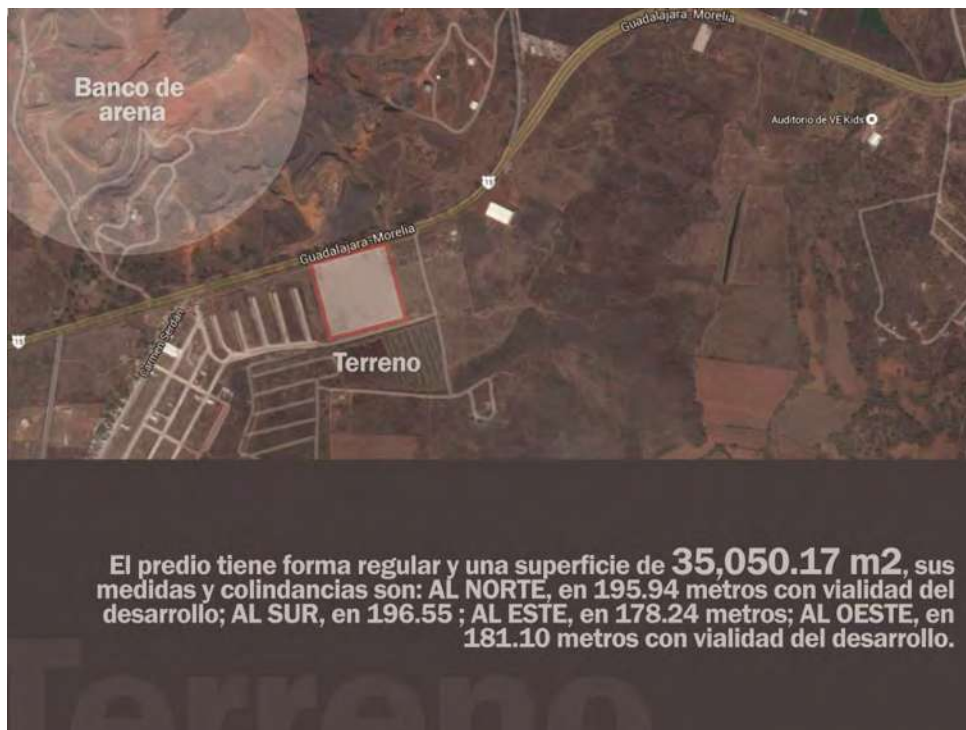 Guadalajara-Morelia
Banco de
arena
Auditorio de VE Kids
15
Guadalajara-Morelia
15
Carmen Serdán
Terreno
El predio tiene forma regular y una superficie de 35,050.17 m2, sus
medidas y colindancias son: AL NORTE, en 195.94 metros con vialidad del
desarrollo; AL SUR, en 196.55 ; AL ESTE, en 178.24 metros; AL OESTE, en
181.10 metros con vialidad del desarrollo.
Terreno